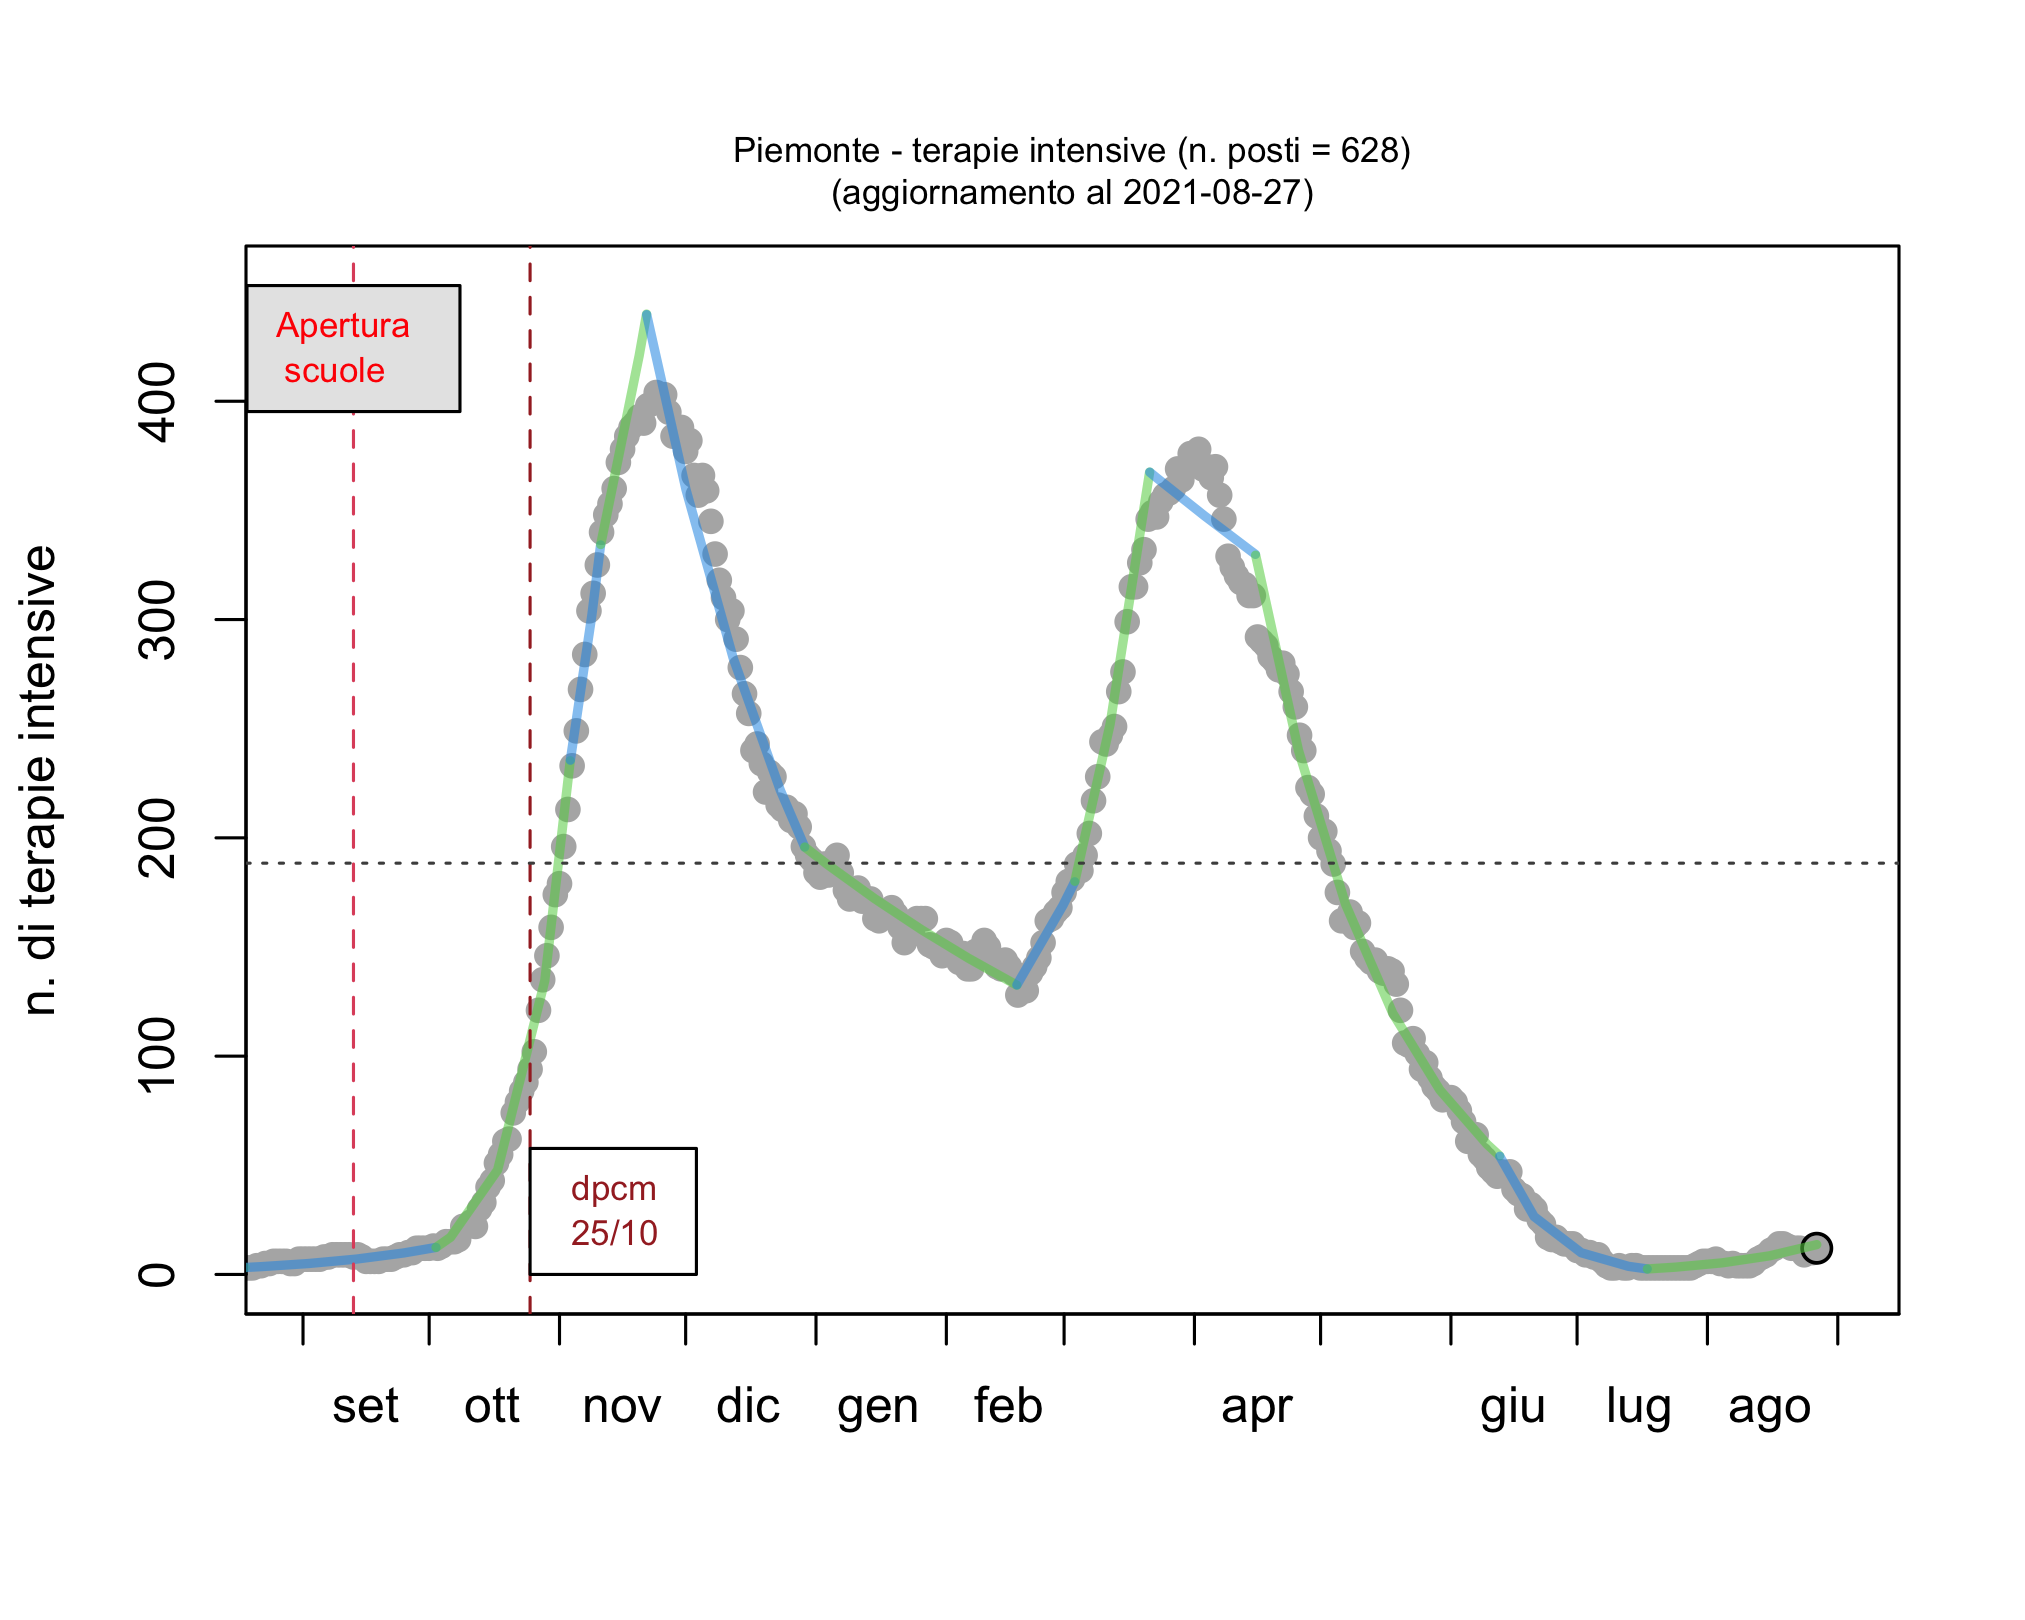 Piemonte - terapie intensive (n. posti = 628)
(aggiornamento al 2021-08-27)
Apertura
scuole
n. di terapie intensive
400
300
200
100
0
dpcm
25/10
set ott nov dic gen feb apr giu lug ago